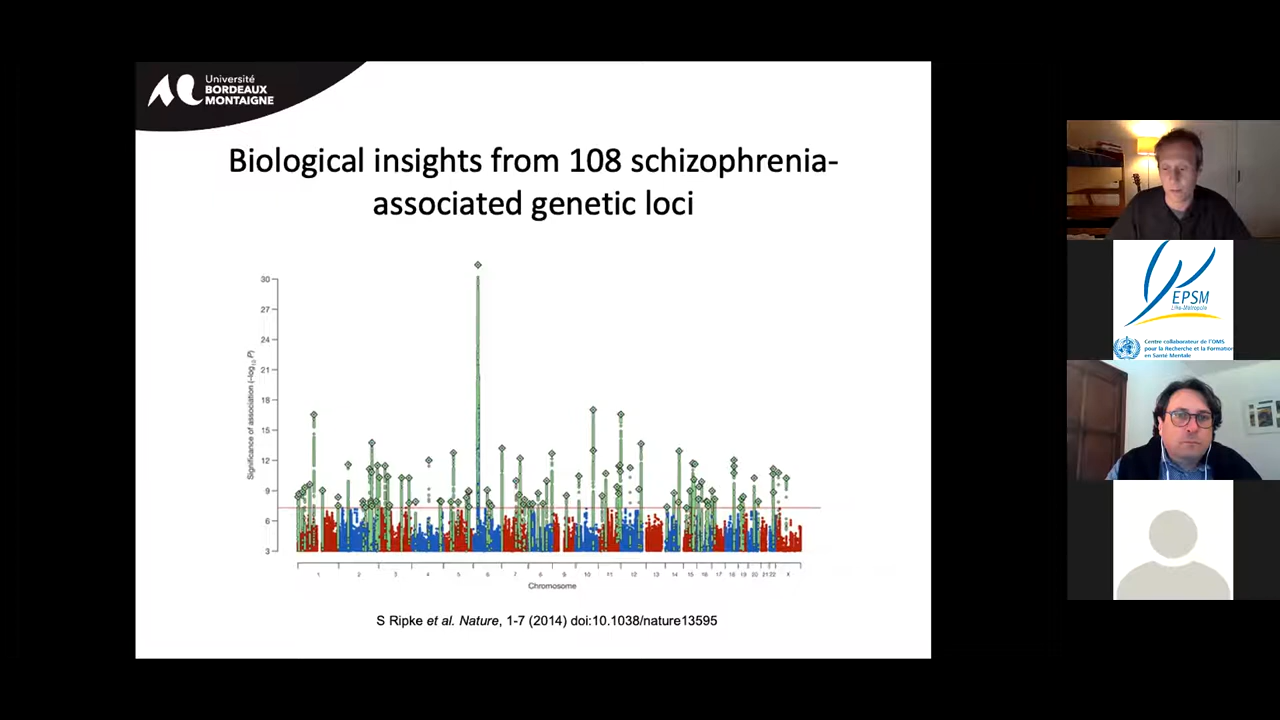 Université
BORDEAUX
MONTAIGNE
Biological insights from 108 schizophrenia-
associated genetic loci
30
27
24
21
18
15
12
9
6
3
Significance of association (–log10 P)
1 2 3 4 5 6 7 8 9 10 11 12 13 14 15 16 17 18 19 20 21 22 X
Chromosome
S Ripke et al. Nature, 1-7 (2014) doi:10.1038/nature13595
EPSM
Lille-Métropole
Centre collaborateur de l'OMS
pour la Recherche et la Formation
en Santé Mentale